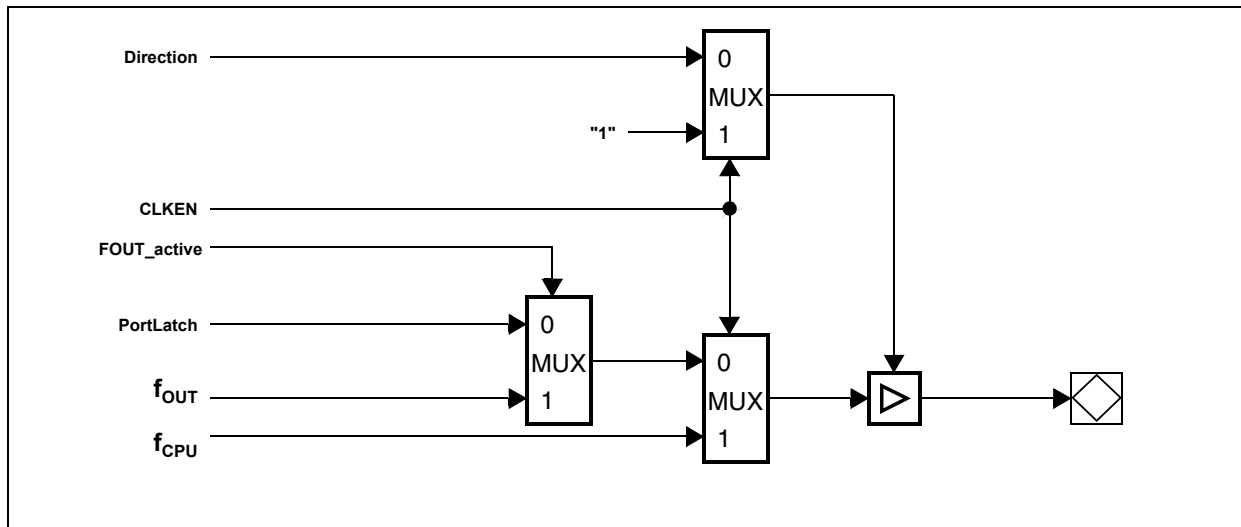 Direction
0
MUX
"1"
1
CLKEN
FOUT_active
PortLatch
0
MUX
fOUT
1
0
MUX
fCPU
1